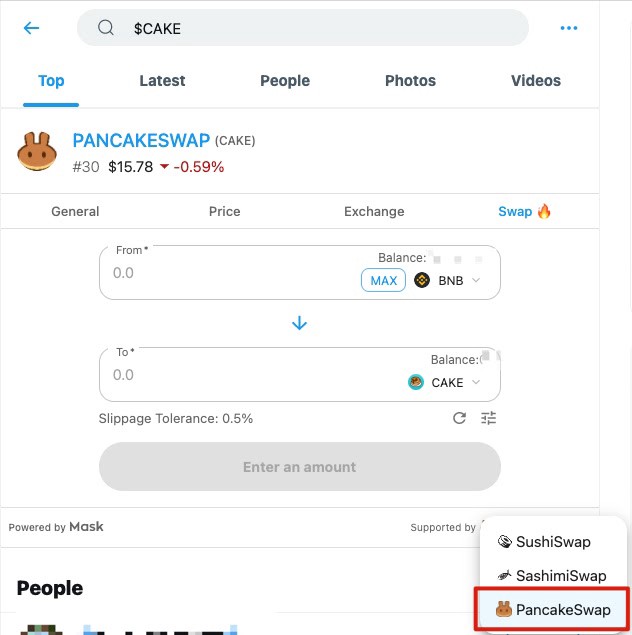 $CAKE
Top Latest People Photos Videos
PANCAKESWAP (CAKE)
#30 $15.78 -0.59%
General Price Exchange Swap 🔥
From*
Balance:
0.0 MAX BNB
To*
Balance:
0.0 CAKE
Slippage Tolerance: 0.5%
Enter an amount
Powered by Mask Supported by
SushiSwap
SashimiSwap
PancakeSwap
People